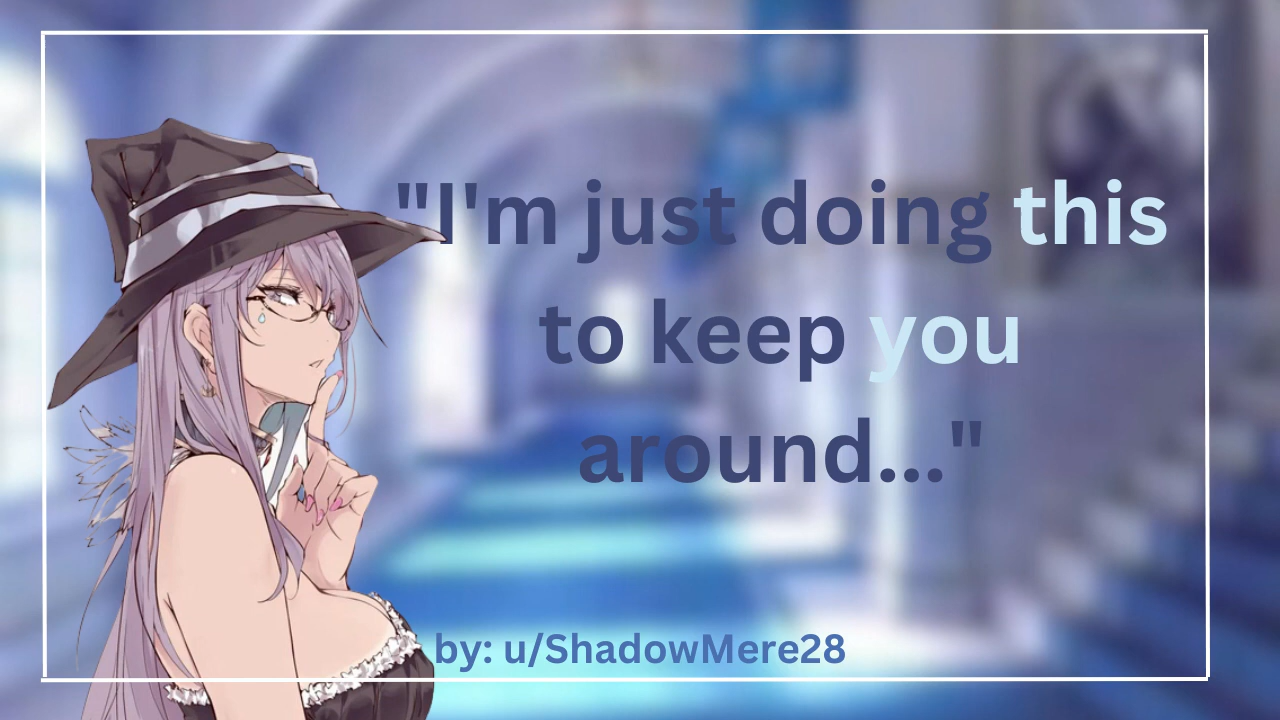 "I'm just doing this
to keep you
around..."
by: u/ShadowMere28